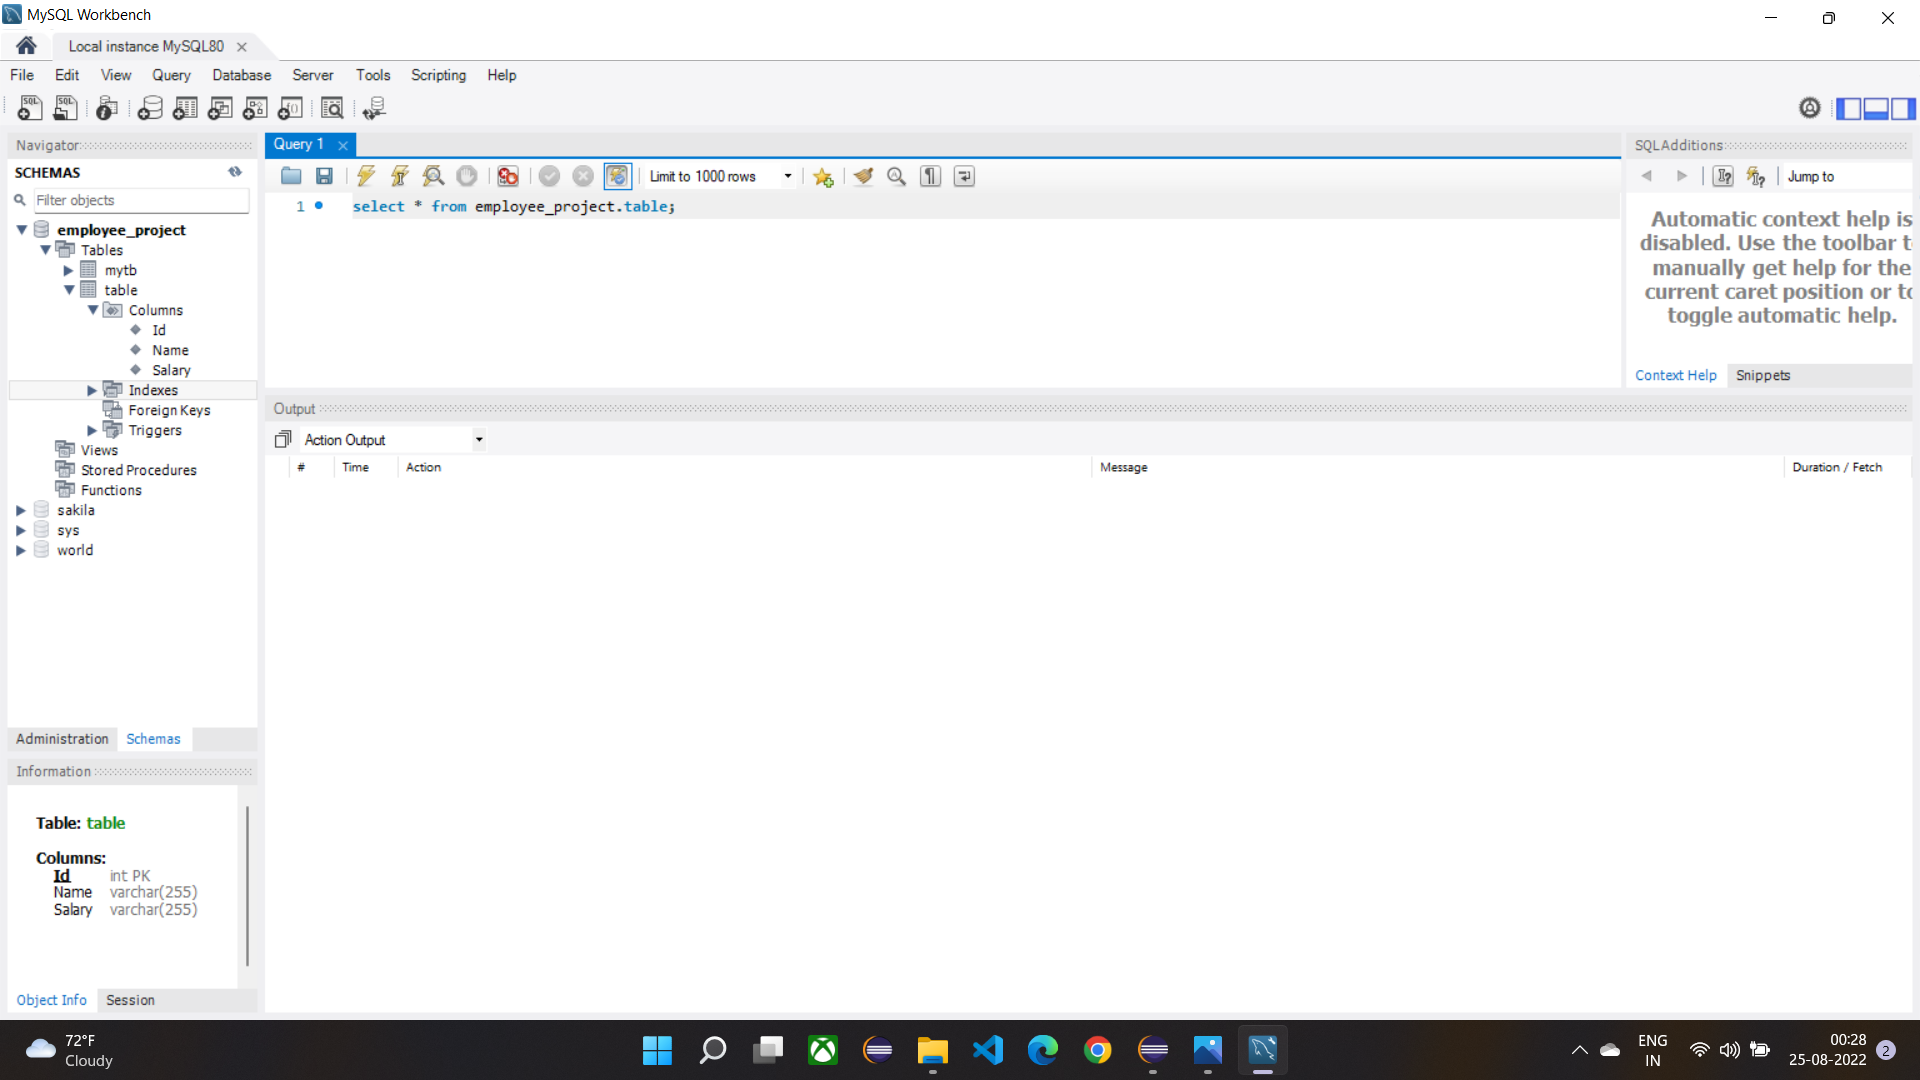 MySQL Workbench
Local instance MySQL80
File Edit View Query Database Server Tools Scripting Help
Navigator
SCHEMAS
Filter objects
employee_project
Tables
mytb
table
Columns
Id
Name
Salary
Indexes
Foreign Keys
Triggers
Views
Stored Procedures
Functions
sakila
sys
world
Administration Schemas
Information
Table: table
Columns:
Id int PK
Name varchar(255)
Salary varchar(255)
Object Info Session
Query 1
Limit to 1000 rows
1 select * from employee_project.table;
Output
Action Output
# Time Action Message Duration / Fetch
SQLAdditions
Jump to
Automatic context help is
disabled. Use the toolbar t
manually get help for the
current caret position or to
toggle automatic help.
Context Help Snippets
72°F
Cloudy
ENG
IN
00:28
25-08-2022
2